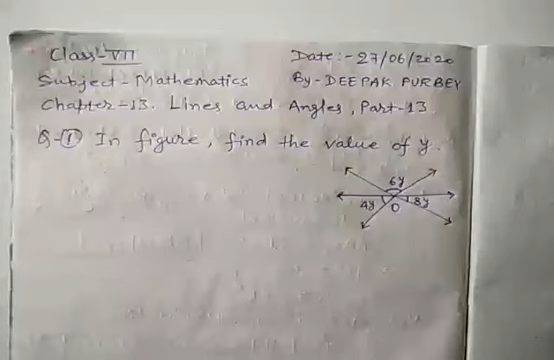 Class-VII Date:-27/06/2020
Subject-Mathematics By-DEEPAK PURBEY
Chapter-13. Lines and Angles, Part-13
Q-① In figure, find the value of y.
6y
4y 8y
O